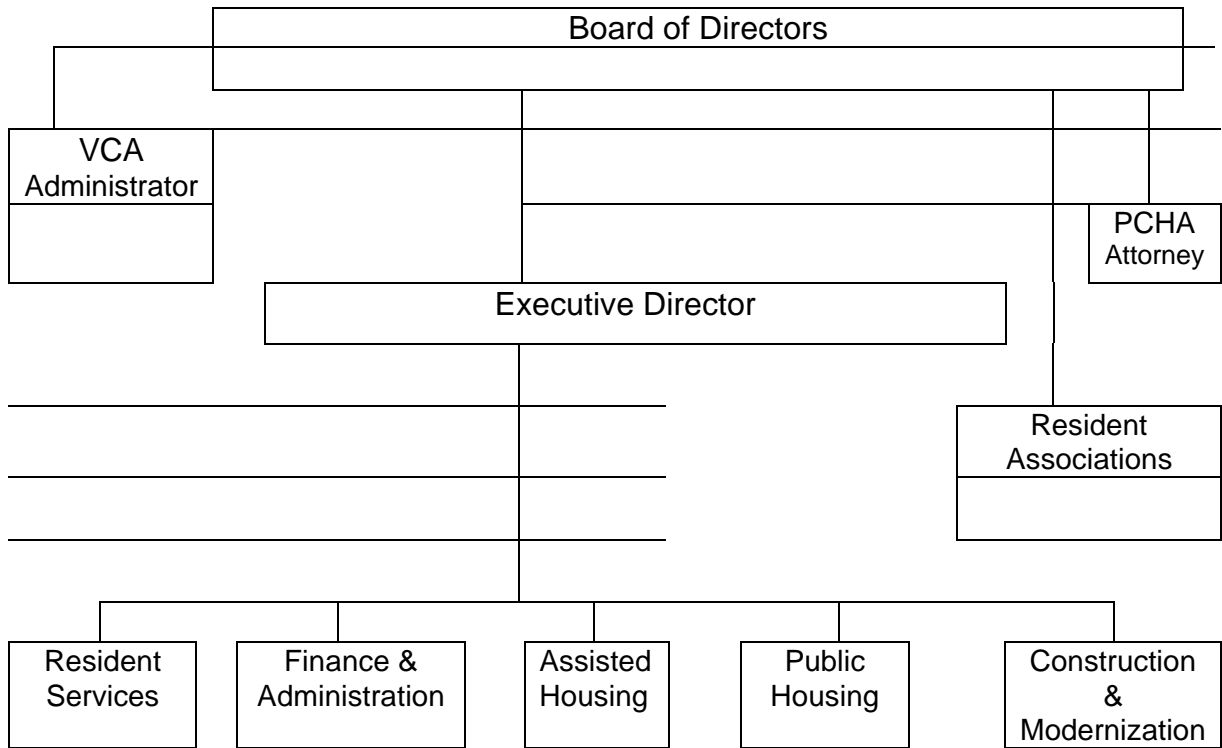 Board of Directors
VCA
Administrator
PCHA
Attorney
Executive Director
Resident
Associations
Resident
Services
Finance &
Administration
Assisted
Housing
Public
Housing
Construction
&
Modernization